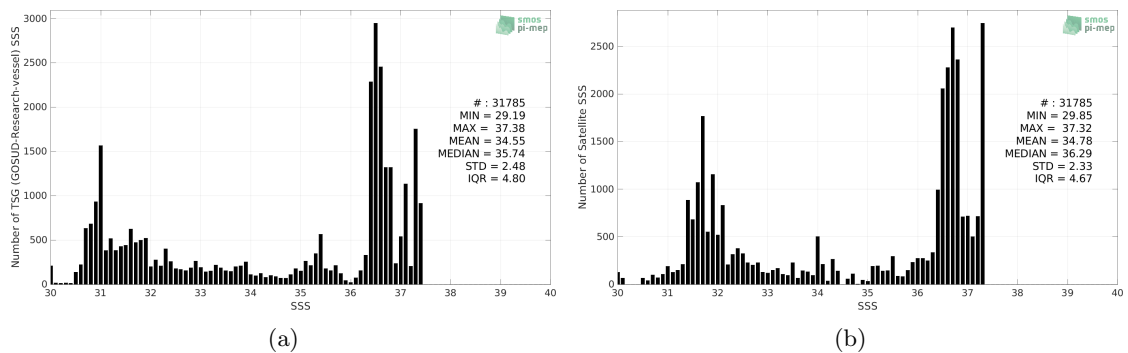 3000
2500
2000
1500
1000
500
0
30 31 32 33 34 35 36 37 38 39 40
SSS
Number of TSG (GOSUD-Research-vessel) SSS
smos
pi-mep
# : 31785
MIN = 29.19
MAX = 37.38
MEAN = 34.55
MEDIAN = 35.74
STD = 2.48
IQR = 4.80
(a)
2500
2000
1500
1000
500
0
30 31 32 33 34 35 36 37 38 39 40
SSS
Number of Satellite SSS
smos
pi-mep
# : 31785
MIN = 29.85
MAX = 37.32
MEAN = 34.78
MEDIAN = 36.29
STD = 2.33
IQR = 4.67
(b)